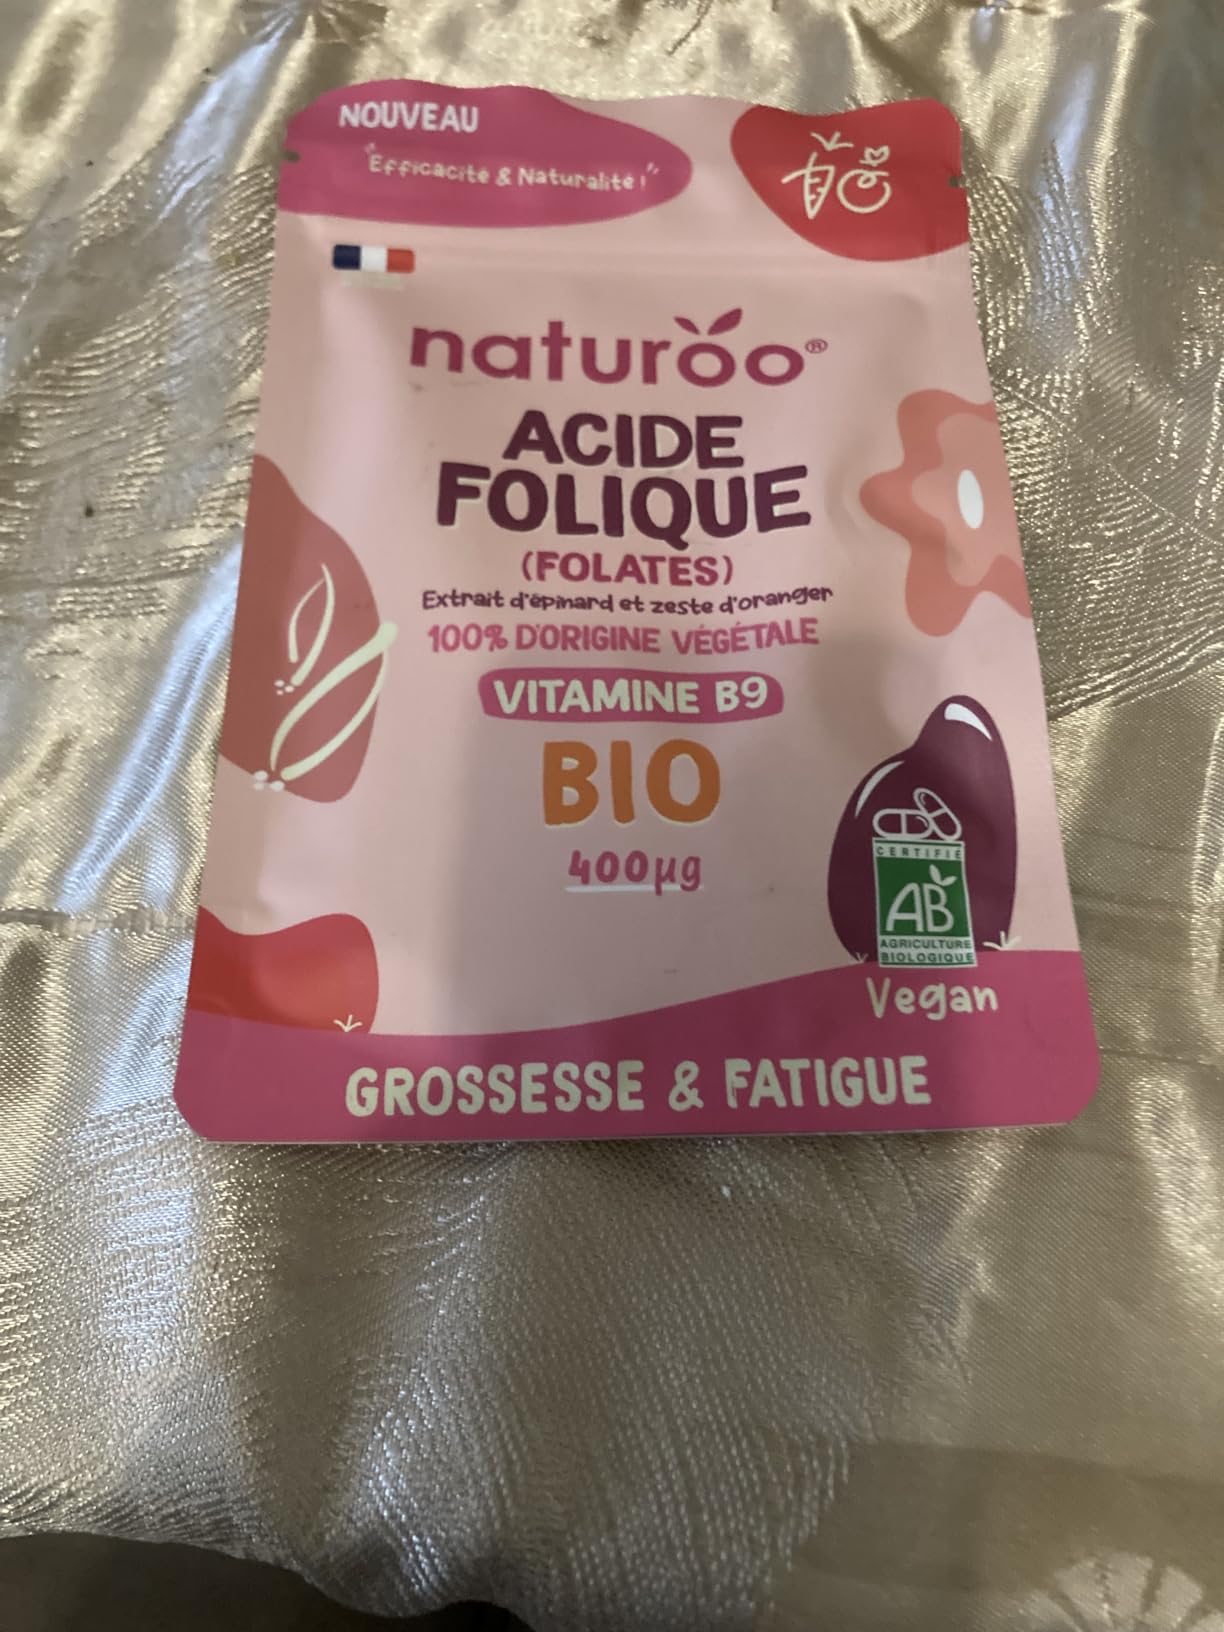 NOUVEAU
"Efficacité & Naturalité !"
naturoo®
ACIDE
FOLIQUE
(FOLATES)
Extrait d'épinard et zeste d'oranger
100% D'ORIGINE VÉGÉTALE
VITAMINE B9
BIO
400µg
CERTIFIÉ
AB
AGRICULTURE
BIOLOGIQUE
Vegan
GROSSESSE & FATIGUE